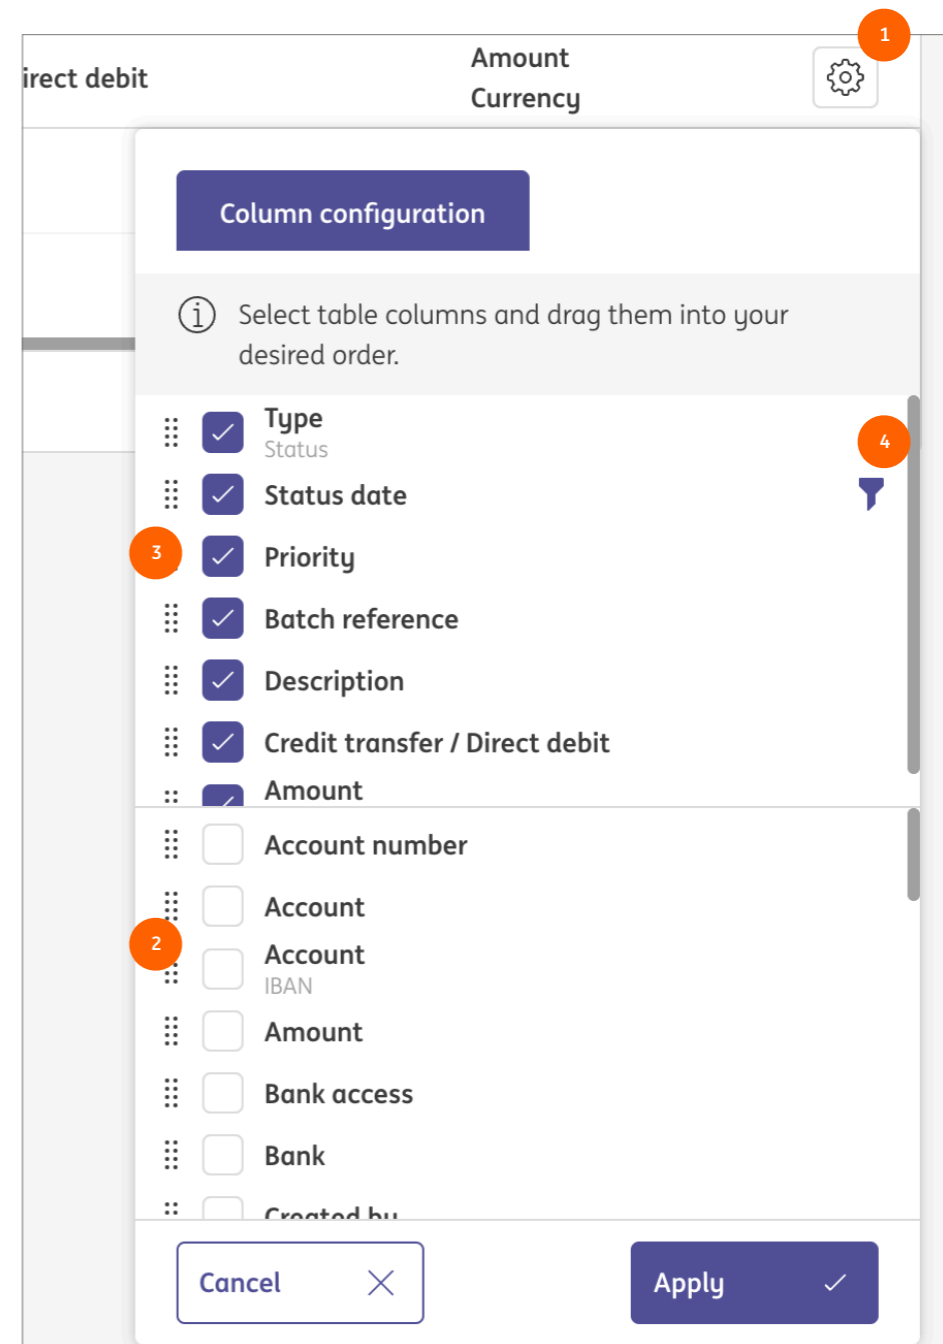 1
irect debit
Amount
Currency
Column configuration
Select table columns and drag them into your
desired order.
Type
Status
4
Status date
3
Priority
Batch reference
Description
Credit transfer / Direct debit
Amount
Account number
Account
2
Account
IBAN
Amount
Bank access
Bank
Created by
Cancel
Apply